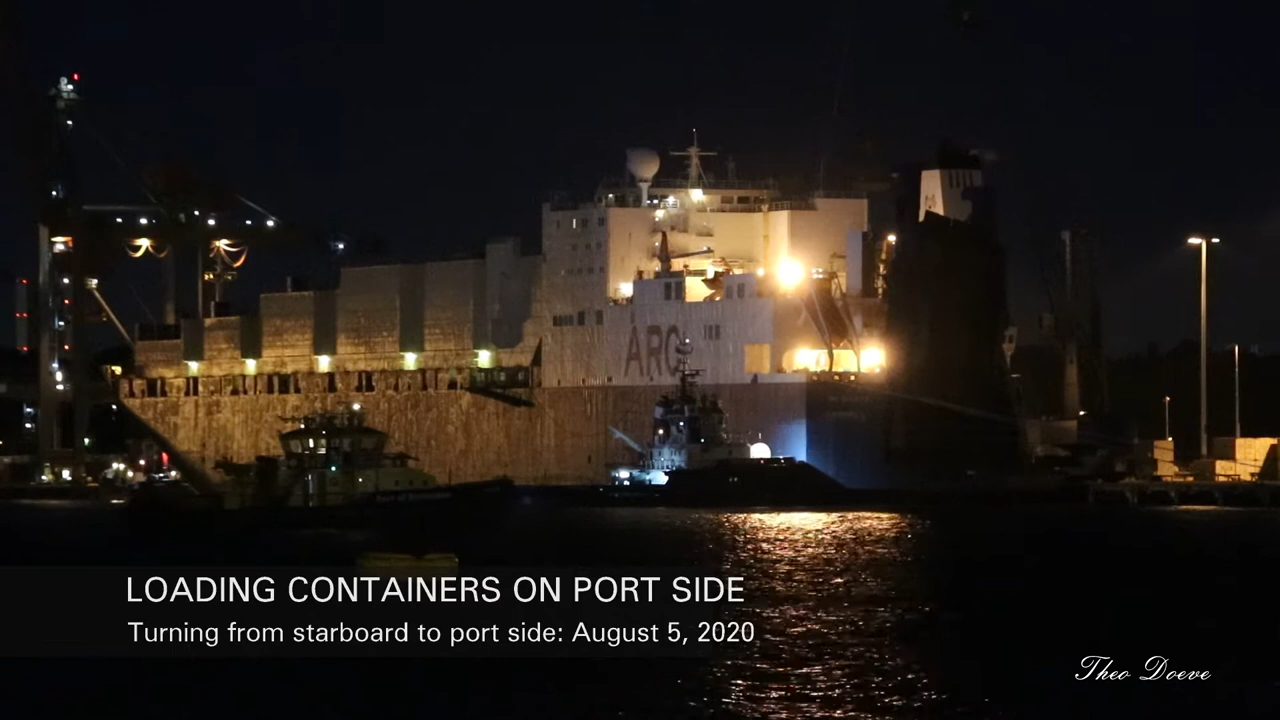 ARC
LOADING CONTAINERS ON PORT SIDE
Turning from starboard to port side: August 5, 2020
Theo Doeve